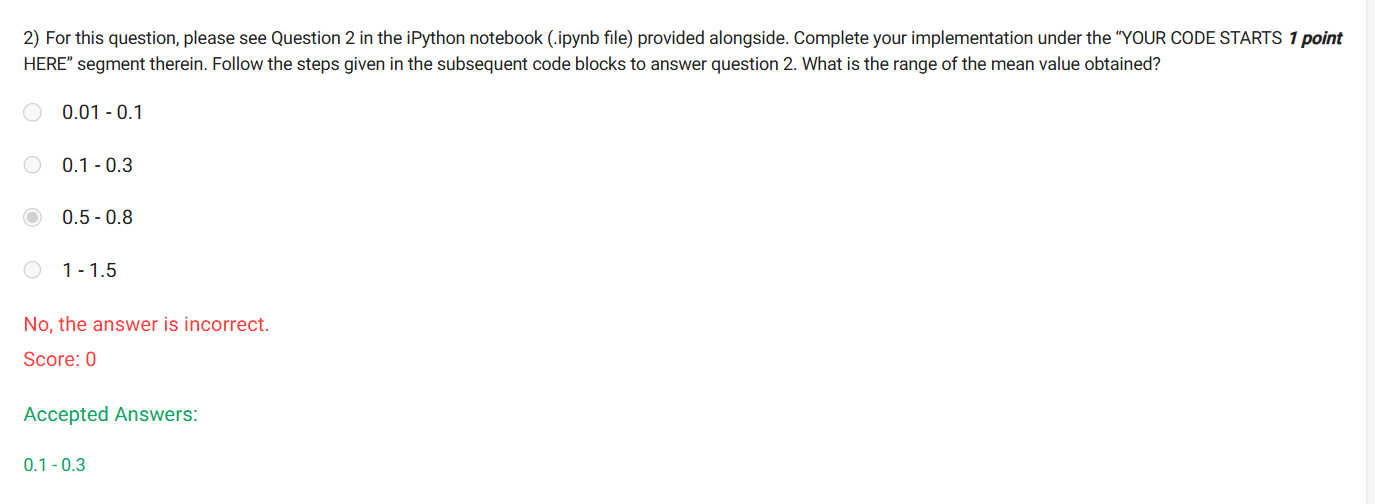 2) For this question, please see Question 2 in the iPython notebook (.ipynb file) provided alongside. Complete your implementation under the “YOUR CODE STARTS 1 point
HERE” segment therein. Follow the steps given in the subsequent code blocks to answer question 2. What is the range of the mean value obtained?
0.01 - 0.1
0.1 - 0.3
0.5 - 0.8
1 - 1.5
No, the answer is incorrect.
Score: 0
Accepted Answers:
0.1 - 0.3